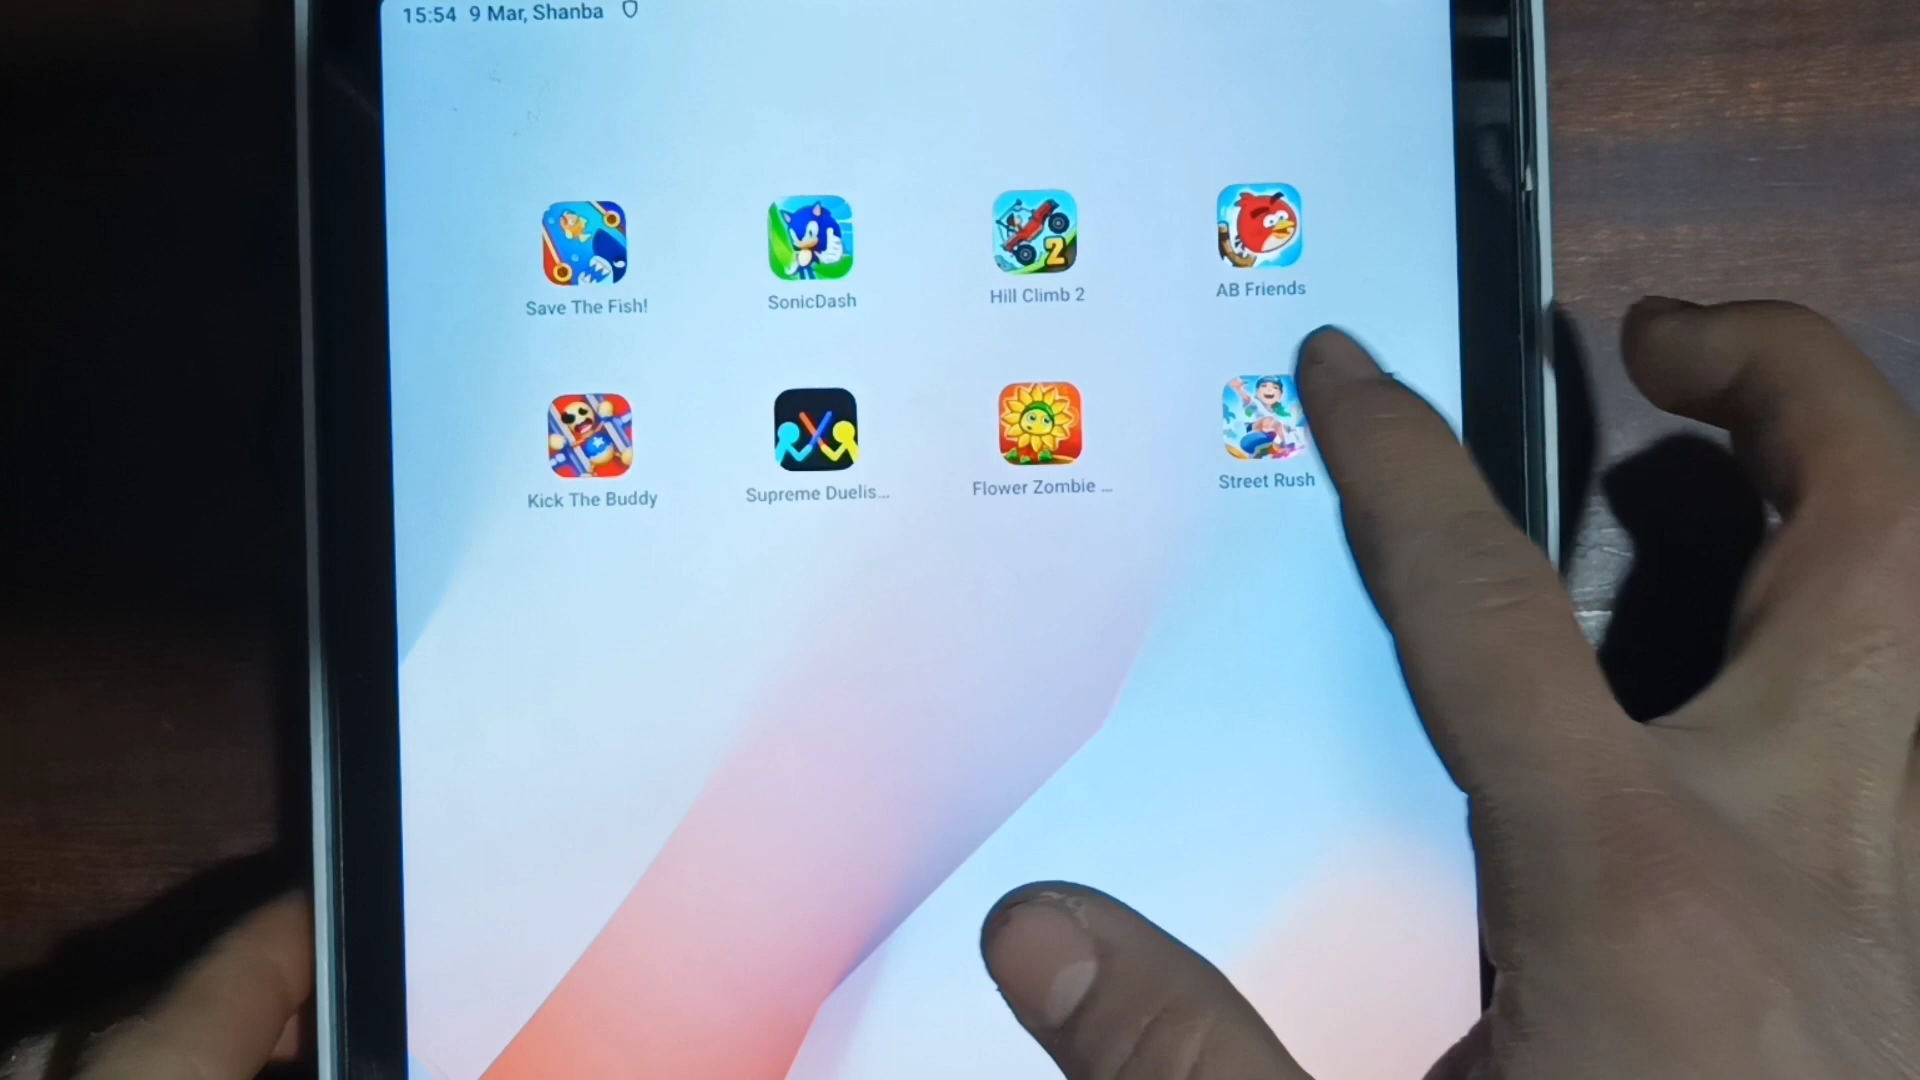 15:54 9 Mar, Shanba
Save The Fish!
SonicDash
Hill Climb 2
AB Friends
2
Kick The Buddy
Supreme Duelis...
Flower Zombie ...
Street Rush